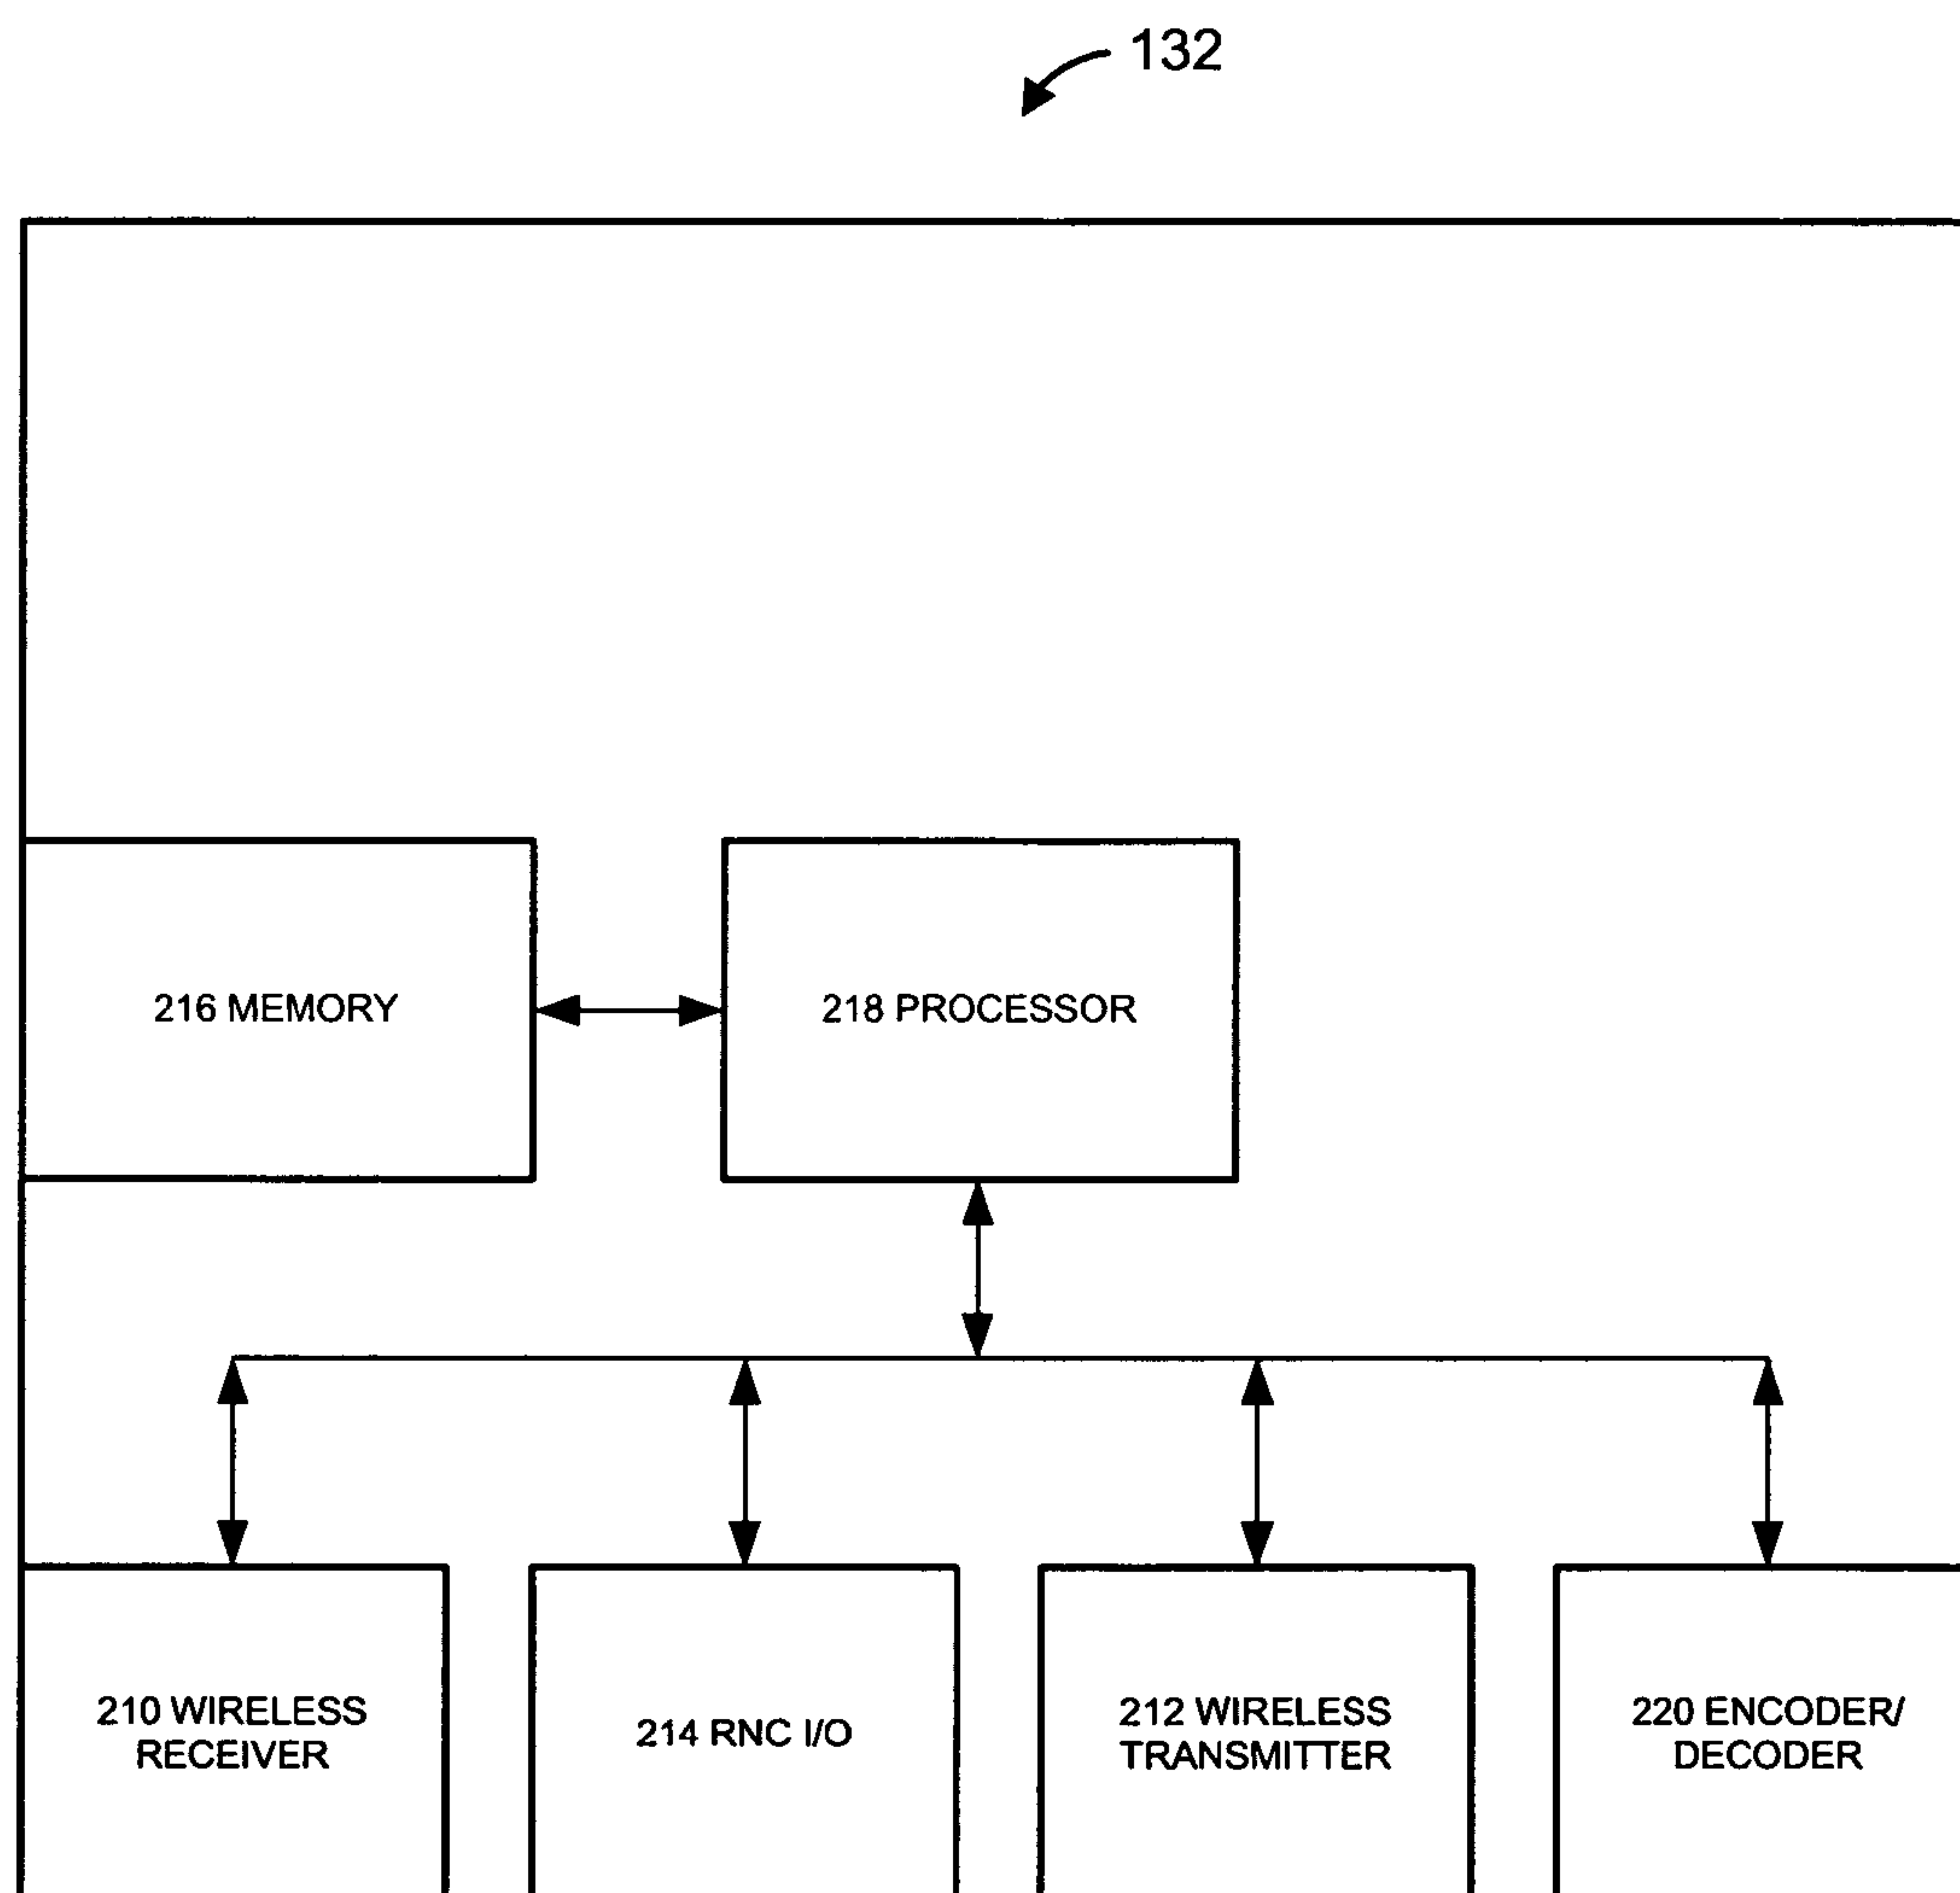 132
216 MEMORY
218 PROCESSOR
210 WIRELESS
RECEIVER
214 RNC I/O
212 WIRELESS
TRANSMITTER
220 ENCODER/
DECODER